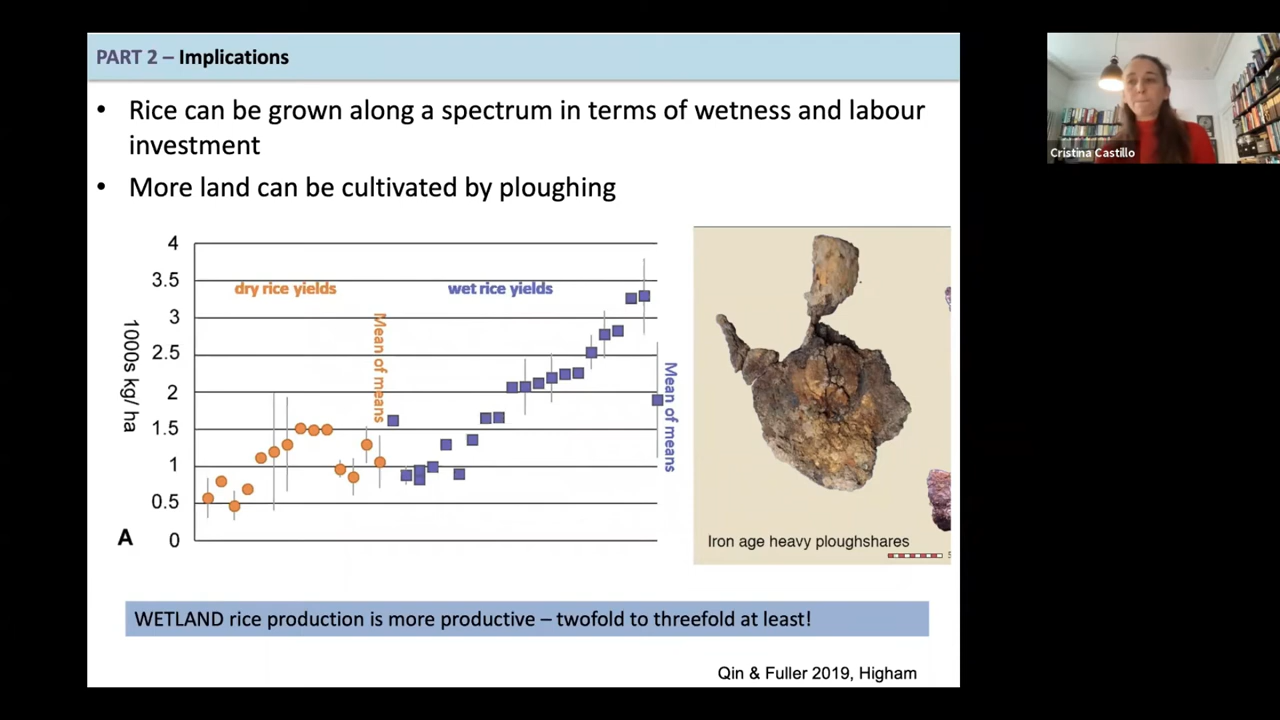 PART 2 – Implications
• Rice can be grown along a spectrum in terms of wetness and labour
investment
• More land can be cultivated by ploughing
4
3.5
3
2.5
2
1.5
1
0.5
0
1000s kg/ ha
dry rice yields
Mean of means
wet rice yields
Mean of means
A
Iron age heavy ploughshares
WETLAND rice production is more productive – twofold to threefold at least!
Qin & Fuller 2019, Higham
Cristina Castillo